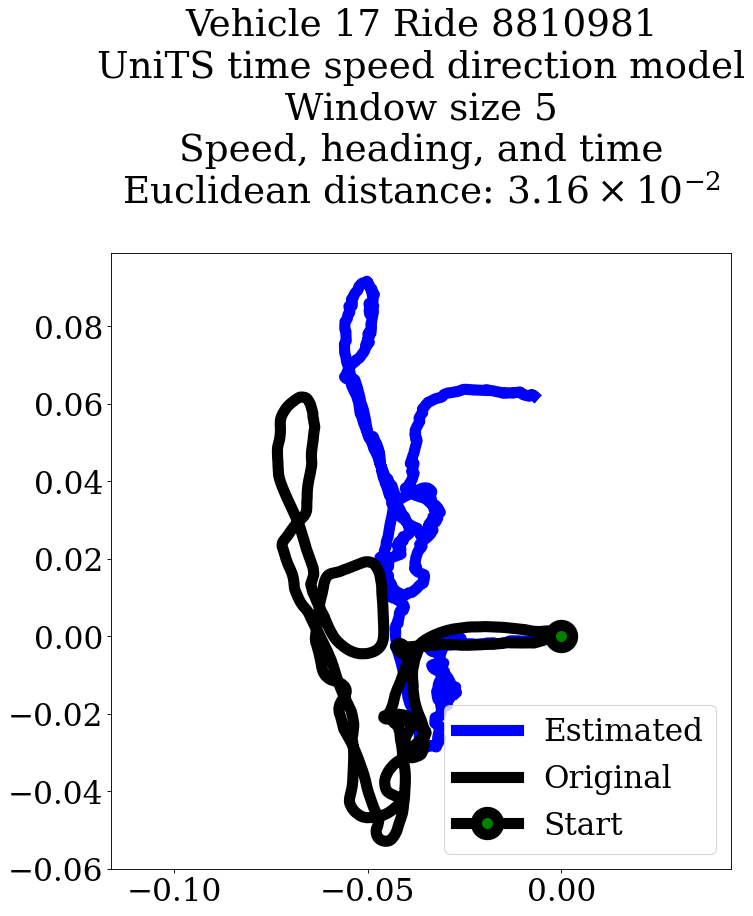 Vehicle 17 Ride 8810981
UniTS time speed direction model
Window size 5
Speed, heading, and time
Euclidean distance: 3.16 × 10⁻²
0.08
0.06
0.04
0.02
0.00
−0.02
−0.04
−0.06
Estimated
Original
Start
−0.10
−0.05
0.00